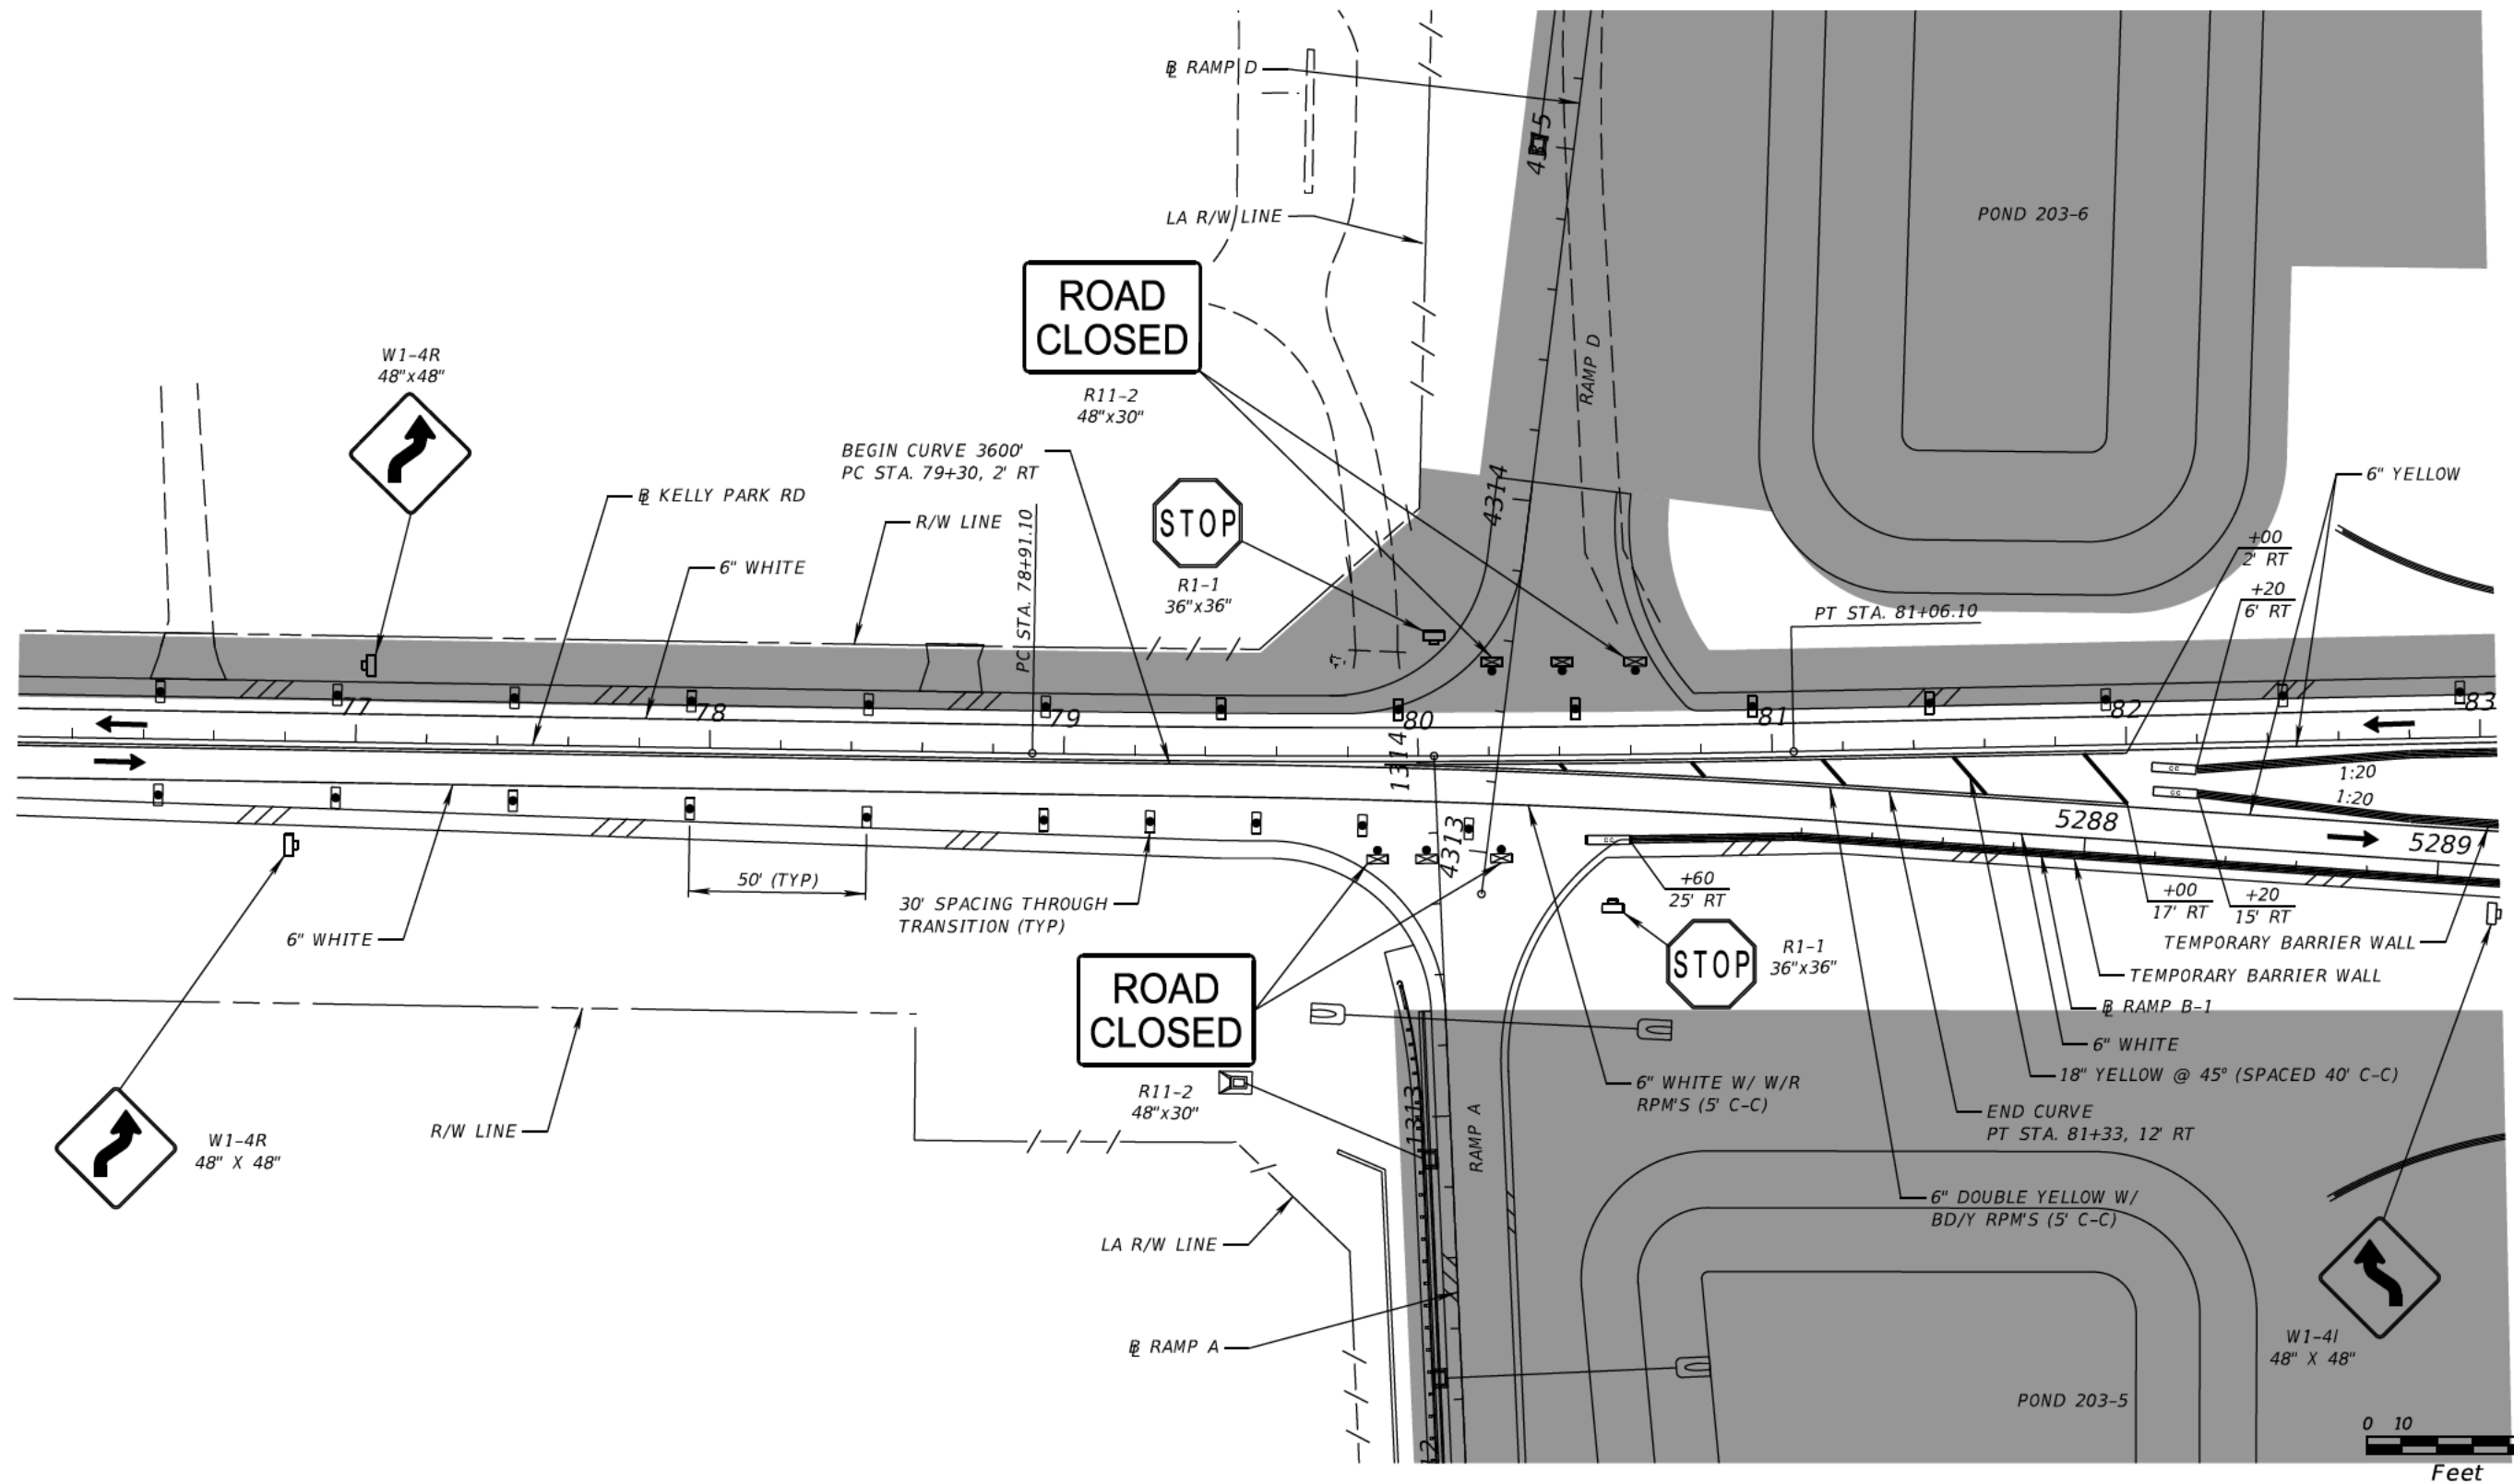 ℄ RAMP D
4315
LA R/W LINE
POND 203-6
ROAD
CLOSED
R11-2
48"x30"
RAMP D
W1-4R
48"x48"
BEGIN CURVE 3600'
PC STA. 79+30, 2' RT
℄ KELLY PARK RD
R/W LINE
6" WHITE
PC STA. 78+91.10
STOP
R1-1
36"x36"
4314
6" YELLOW
+00
2' RT
+20
6' RT
PT STA. 81+06.10
77
78
79
80
81
82
83
1314
4313
1:20
1:20
5288
5289
50' (TYP)
30' SPACING THROUGH
TRANSITION (TYP)
6" WHITE
+60
25' RT
+00
17' RT
+20
15' RT
TEMPORARY BARRIER WALL
TEMPORARY BARRIER WALL
STOP
R1-1
36"x36"
ROAD
CLOSED
R11-2
48"x30"
℄ RAMP B-1
6" WHITE
18" YELLOW @ 45° (SPACED 40' C-C)
6" WHITE W/ W/R
RPM'S (5' C-C)
END CURVE
PT STA. 81+33, 12' RT
R/W LINE
W1-4R
48" X 48"
1313
RAMP A
6" DOUBLE YELLOW W/
BD/Y RPM'S (5' C-C)
LA R/W LINE
℄ RAMP A
W1-4l
48" X 48"
POND 203-5
0 10
Feet